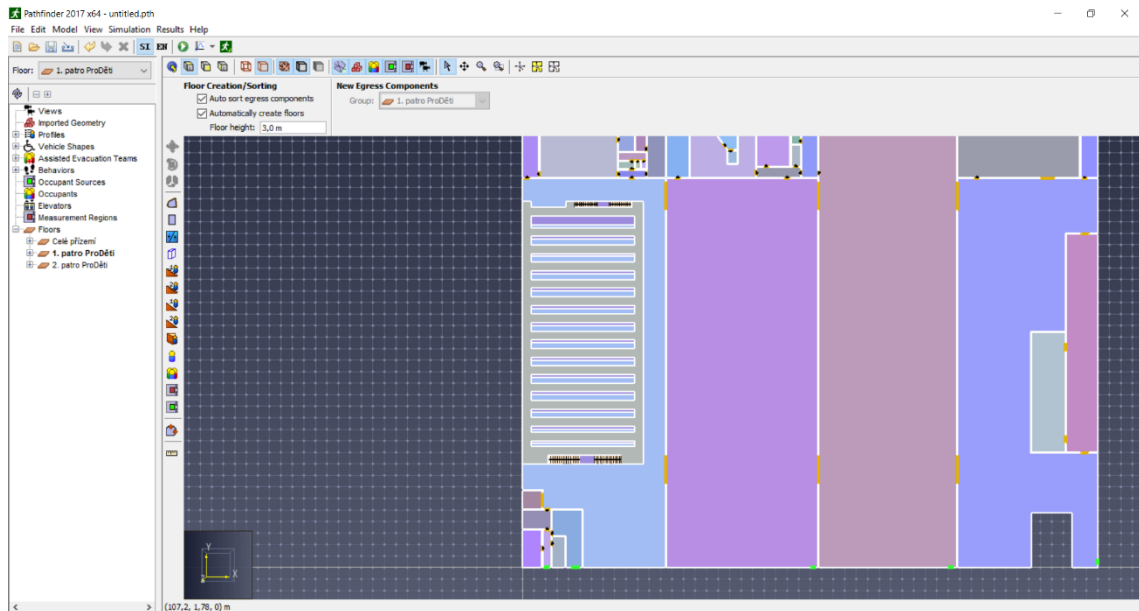 Pathfinder 2017 x64 - untitled.pth
File Edit Model View Simulation Results Help
SI EN
Floor: 1. patro ProDěti
Floor Creation/Sorting
Auto sort egress components
Automatically create floors
Floor height: 3,0 m
New Egress Components
Group: 1. patro ProDěti
Views
Imported Geometry
Profiles
Vehicle Shapes
Assisted Evacuation Teams
Behaviors
Occupant Sources
Occupants
Elevators
Measurement Regions
Floors
Celé přízemí
1. patro ProDěti
2. patro ProDěti
Y
X
(107,2, 1,78, 0) m